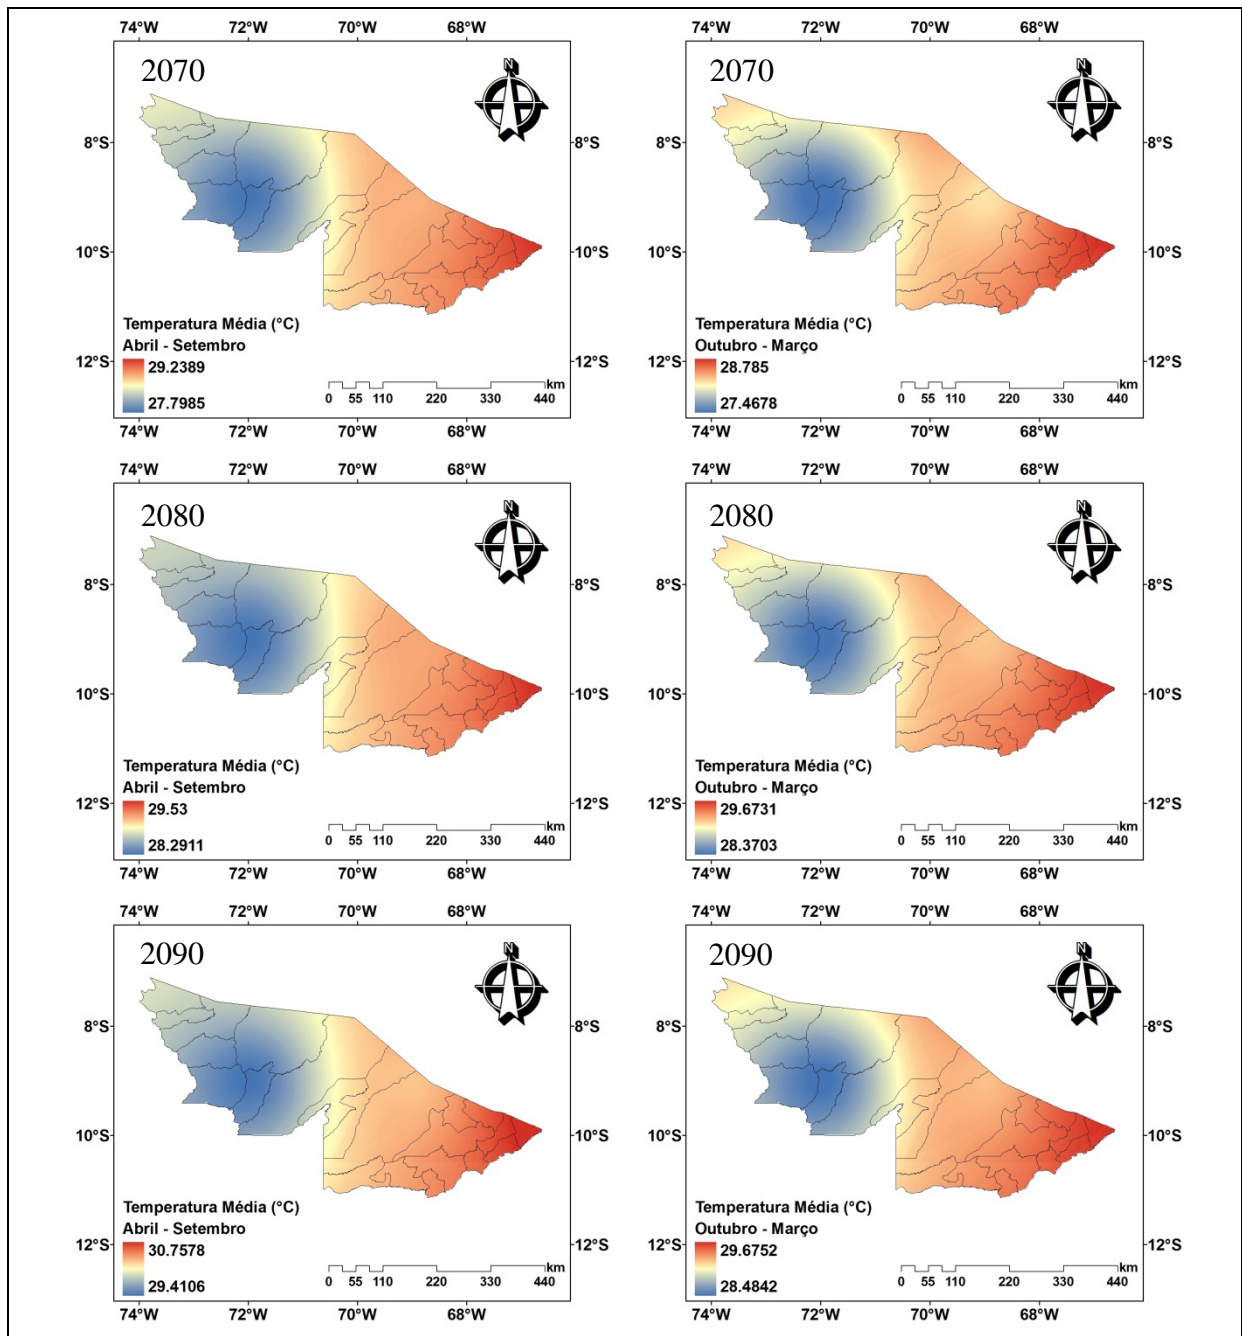 74°W 72°W 70°W 68°W
2070
N
8°S 8°S
10°S 10°S
Temperatura Média (°C)
Abril - Setembro
12°S 12°S
29.2389
27.7985
km
0 55 110 220 330 440
74°W 72°W 70°W 68°W
74°W 72°W 70°W 68°W
2070
N
8°S 8°S
10°S 10°S
Temperatura Média (°C)
Outubro - Março
12°S 12°S
28.785
27.4678
km
0 55 110 220 330 440
74°W 72°W 70°W 68°W
74°W 72°W 70°W 68°W
2080
N
8°S 8°S
10°S 10°S
Temperatura Média (°C)
Abril - Setembro
12°S 12°S
29.53
28.2911
km
0 55 110 220 330 440
74°W 72°W 70°W 68°W
74°W 72°W 70°W 68°W
2080
N
8°S 8°S
10°S 10°S
Temperatura Média (°C)
Outubro - Março
12°S 12°S
29.6731
28.3703
km
0 55 110 220 330 440
74°W 72°W 70°W 68°W
74°W 72°W 70°W 68°W
2090
N
8°S 8°S
10°S 10°S
Temperatura Média (°C)
Abril - Setembro
12°S 12°S
30.7578
29.4106
km
0 55 110 220 330 440
74°W 72°W 70°W 68°W
74°W 72°W 70°W 68°W
2090
N
8°S 8°S
10°S 10°S
Temperatura Média (°C)
Outubro - Março
12°S 12°S
29.6752
28.4842
km
0 55 110 220 330 440
74°W 72°W 70°W 68°W